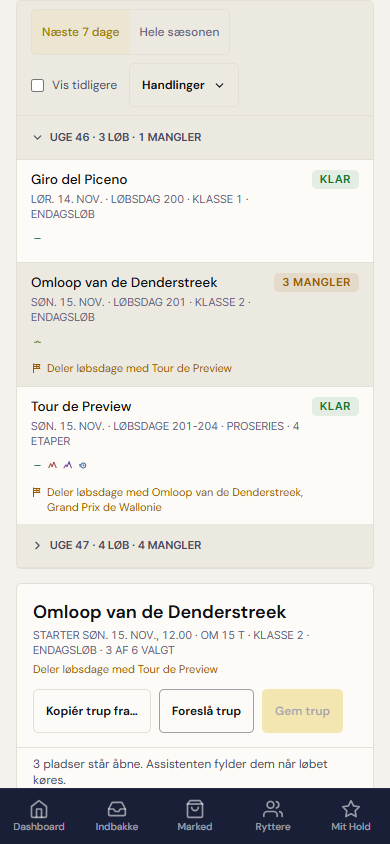 Næste 7 dage Hele sæsonen
Vis tidligere Handlinger
UGE 46 · 3 LØB · 1 MANGLER
Giro del Piceno KLAR
LØR. 14. NOV. · LØBSDAG 200 · KLASSE 1 ·
ENDAGSLØB
Omloop van de Denderstreek 3 MANGLER
SØN. 15. NOV. · LØBSDAG 201 · KLASSE 2 ·
ENDAGSLØB
Deler løbsdage med Tour de Preview
Tour de Preview KLAR
SØN. 15. NOV. · LØBSDAGE 201-204 · PROSERIES · 4
ETAPER
Deler løbsdage med Omloop van de Denderstreek,
Grand Prix de Wallonie
UGE 47 · 4 LØB · 4 MANGLER
Omloop van de Denderstreek
STARTER SØN. 15. NOV., 12.00 · OM 15 T · KLASSE 2 ·
ENDAGSLØB · 3 AF 6 VALGT
Deler løbsdage med Tour de Preview
Kopiér trup fra... Foreslå trup Gem trup
3 pladser står åbne. Assistenten fylder dem når løbet
køres.
Dashboard Indbakke Marked Ryttere Mit Hold